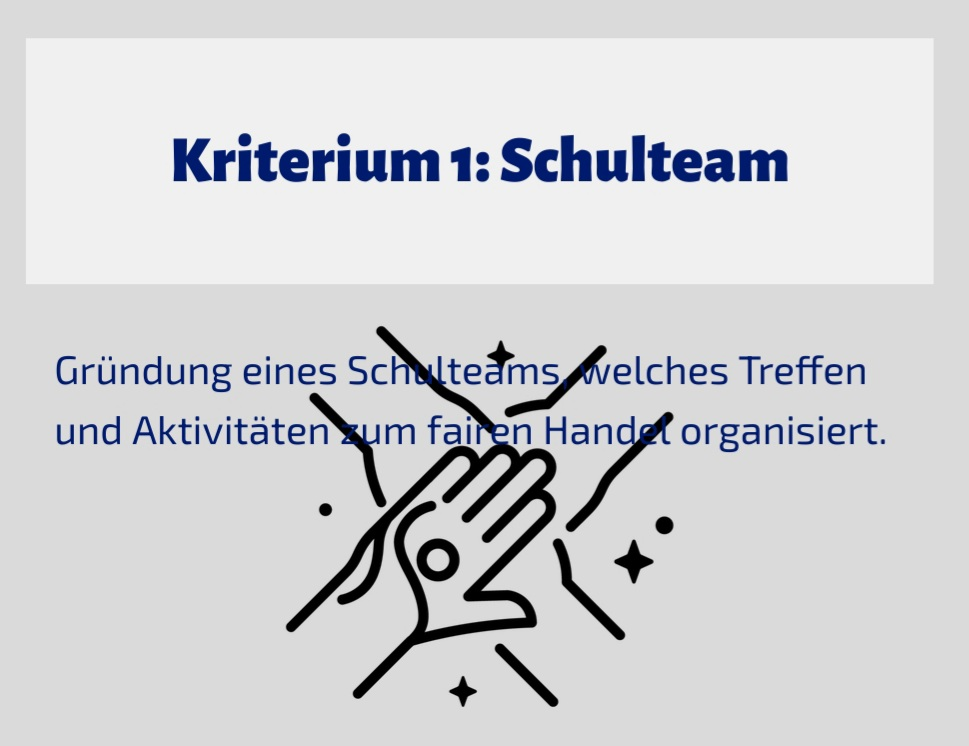 Kriterium 1: Schulteam
Gründung eines Schulteams, welches Treffen
und Aktivitäten zum fairen Handel organisiert.